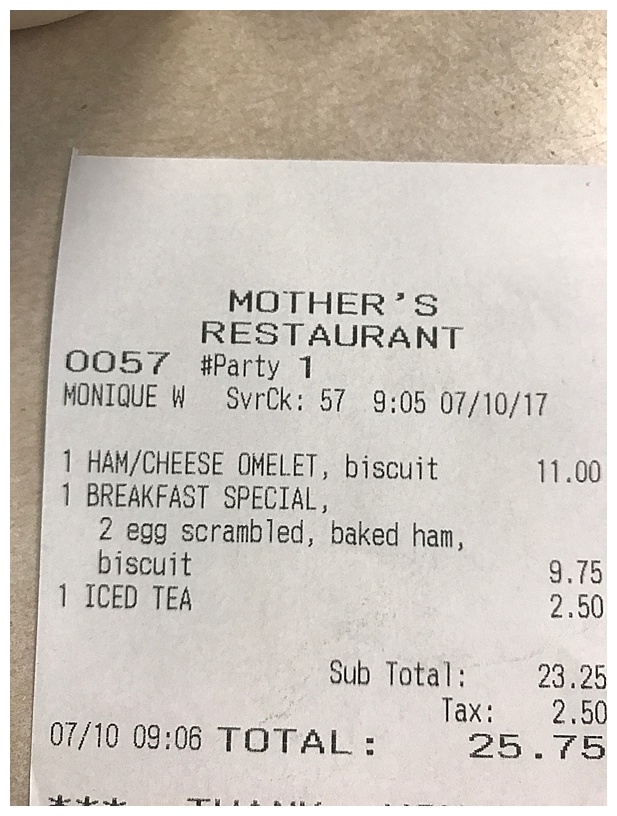 MOTHER'S
RESTAURANT
0057 #Party 1
MONIQUE W SvrCk: 57 9:05 07/10/17
1 HAM/CHEESE OMELET, biscuit 11.00
1 BREAKFAST SPECIAL,
2 egg scrambled, baked ham,
biscuit 9.75
1 ICED TEA 2.50
Sub Total: 23.25
Tax: 2.50
07/10 09:06 TOTAL: 25.75
*** THANK